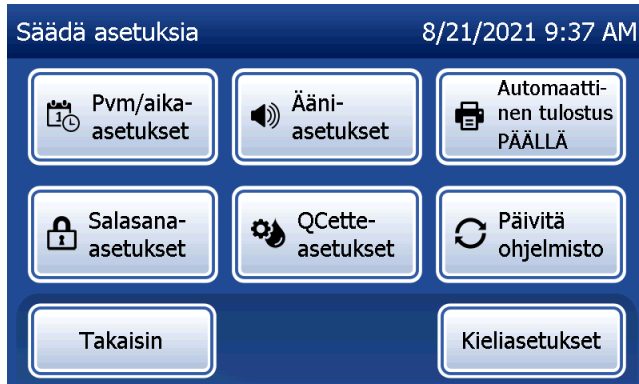 Säädä asetuksia 8/21/2021 9:37 AM
Pvm/aika-
asetukset
Ääni-
asetukset
Automaatti-
nen tulostus
PÄÄLLÄ
Salasana-
asetukset
QCette-
asetukset
Päivitä
ohjelmisto
Takaisin
Kieliasetukset